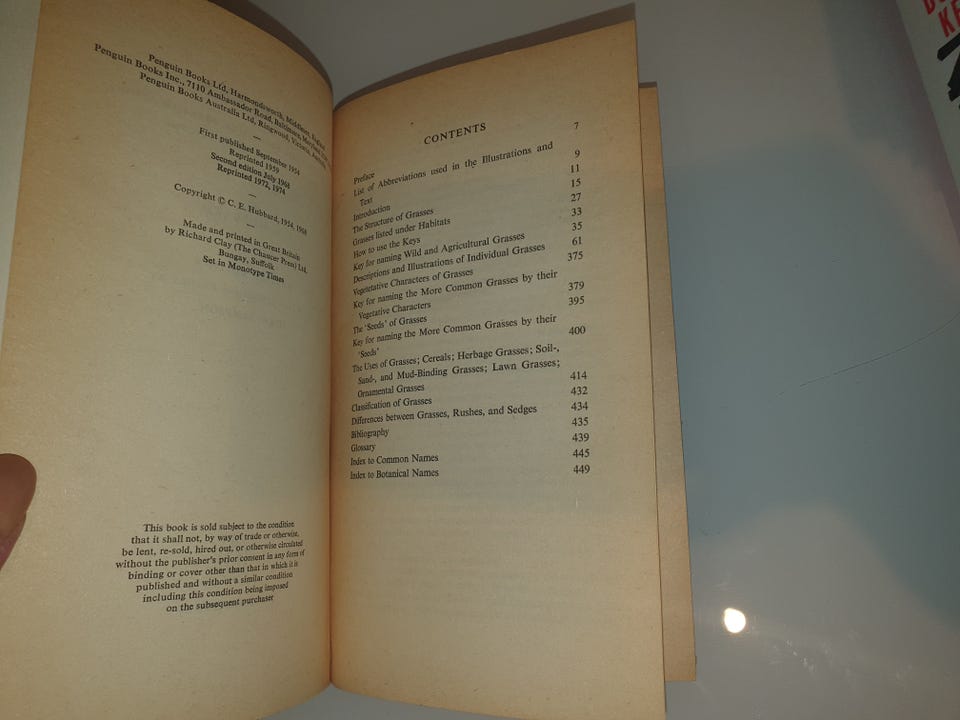 Penguin Books Ltd, Harmondsworth, Middlesex, England
Penguin Books Inc., 7110 Ambassador Road, Baltimore, Maryland
Penguin Books Australia Ltd, Ringwood, Victoria, Australia
First published September 1954
Reprinted 1959
Second edition July 1968
Reprinted 1972, 1974
Copyright © C. E. Hubbard, 1954, 1968
Made and printed in Great Britain
by Richard Clay (The Chaucer Press) Ltd.
Bungay, Suffolk
Set in Monotype Times
This book is sold subject to the condition
that it shall not, by way of trade or otherwise,
be lent, re-sold, hired out, or otherwise circulated
without the publisher's prior consent in any form of
binding or cover other than that in which it is
published and without a similar condition
including this condition being imposed
on the subsequent purchaser
CONTENTS
Preface 7
List of Abbreviations used in the Illustrations and
Text 9
Introduction 11
The Structure of Grasses 15
Grasses listed under Habitats 27
How to use the Keys 33
Key for naming Wild and Agricultural Grasses 35
Descriptions and Illustrations of Individual Grasses 61
Vegetetative Characters of Grasses 375
Key for naming the More Common Grasses by their
Vegetative Characters 379
The 'Seeds' of Grasses 395
Key for naming the More Common Grasses by their
'Seeds' 400
The Uses of Grasses; Cereals; Herbage Grasses; Soil-,
Sand-, and Mud-Binding Grasses; Lawn Grasses;
Ornamental Grasses 414
Classification of Grasses 432
Differences between Grasses, Rushes, and Sedges 434
Bibliography 435
Glossary 439
Index to Common Names 445
Index to Botanical Names 449